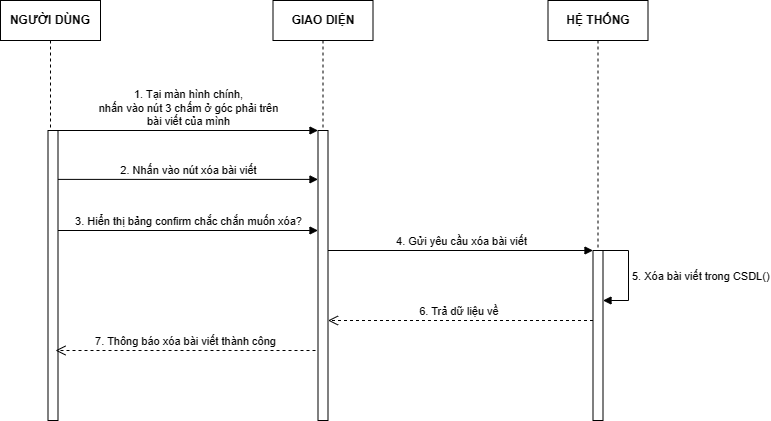 NGƯỜI DÙNG
GIAO DIỆN
HỆ THỐNG
1. Tại màn hình chính,
nhấn vào nút 3 chấm ở góc phải trên
bài viết của mình
2. Nhấn vào nút xóa bài viết
3. Hiển thị bảng confirm chắc chắn muốn xóa?
4. Gửi yêu cầu xóa bài viết
5. Xóa bài viết trong CSDL()
6. Trả dữ liệu về
7. Thông báo xóa bài viết thành công